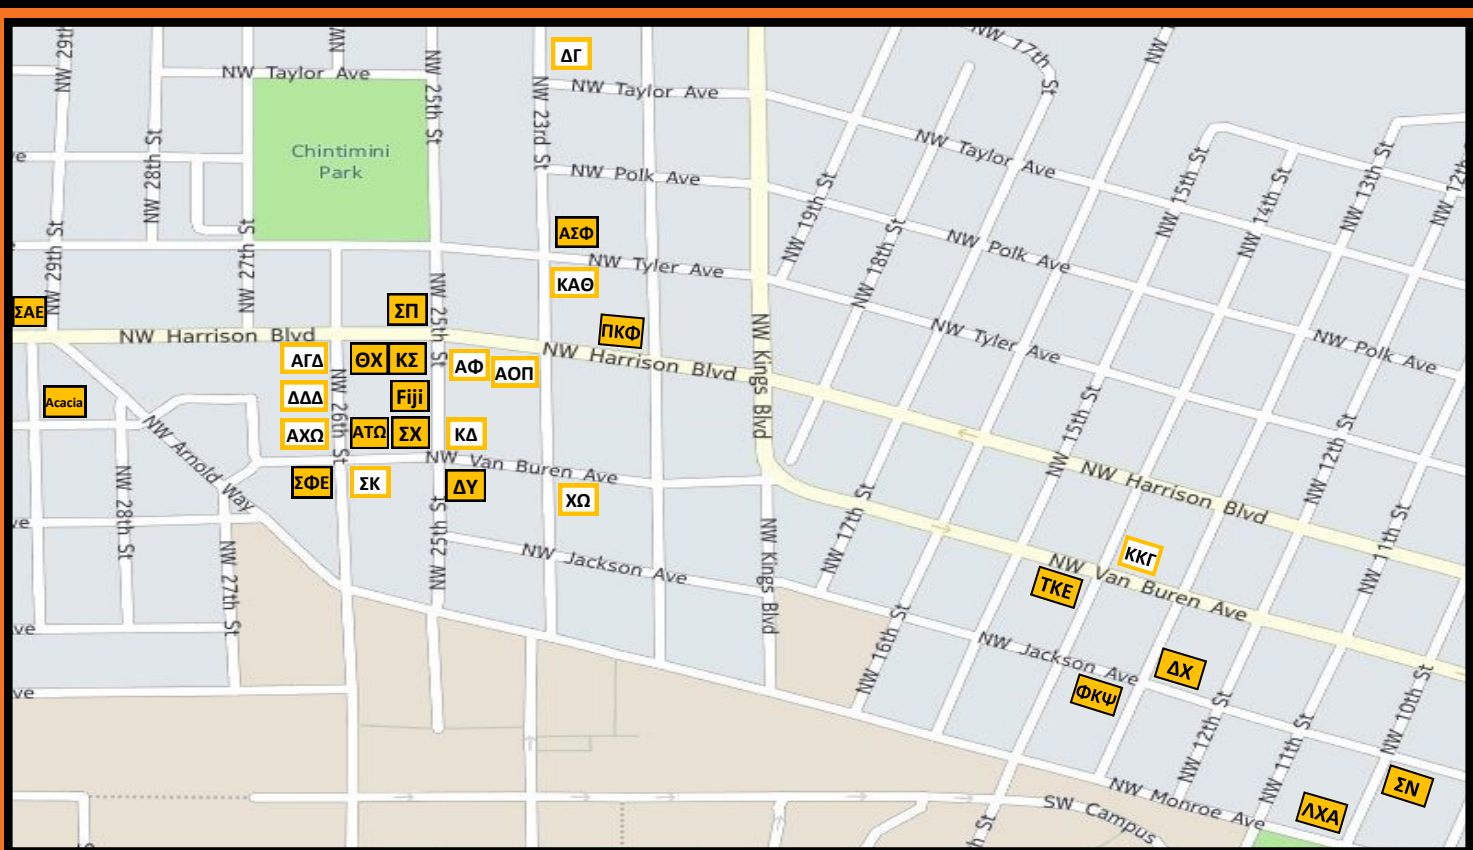 NW 29th
NW
NW 17th St
NW
ΔΓ
NW Taylor Ave
NW 25th St
NW 23rd St
NW Taylor Ave
NW Taylor Ave
Chintimini
Park
NW 28th St
NW Polk Ave
NW 15th St
NW 14th St
NW 13th St
NW 12th
NW 19th St
NW 18th St
NW 29th St
NW 27th St
ΑΣΦ
NW Polk Ave
NW Tyler Ave
ΚΑΘ
NW 25th St
ΣΑΕ
ΣΠ
ΠΚΦ
NW Kings Blvd
NW Tyler Ave
NW Polk Ave
NW Harrison Blvd
NW Harrison Blvd
ΑΓΔ
ΘΧ
ΚΣ
ΑΦ
ΑΟΠ
NW 26th St
ΔΔΔ
Fiji
Acacia
ΑΧΩ
ΑΤΩ
ΣΧ
ΚΔ
NW Arnold Way
NW 15th St
NW 12th St
NW Van Buren Ave
NW Harrison Blvd
ΣΦΕ
ΣΚ
ΔΥ
ΧΩ
NW 28th St
NW 17th St
NW 11th St
ve
NW 25th St
NW Kings Blvd
NW 27th St
NW Jackson Ave
ΚΚΓ
NW Van Buren Ave
ΤΚΕ
ve
NW 16th St
NW Jackson Ave
ΔΧ
ΦΚΨ
ve
NW 12th St
NW 11th St
NW 10th St
NW Monroe Ave
ΣΝ
SW Campus
ΛΧΑ
h St